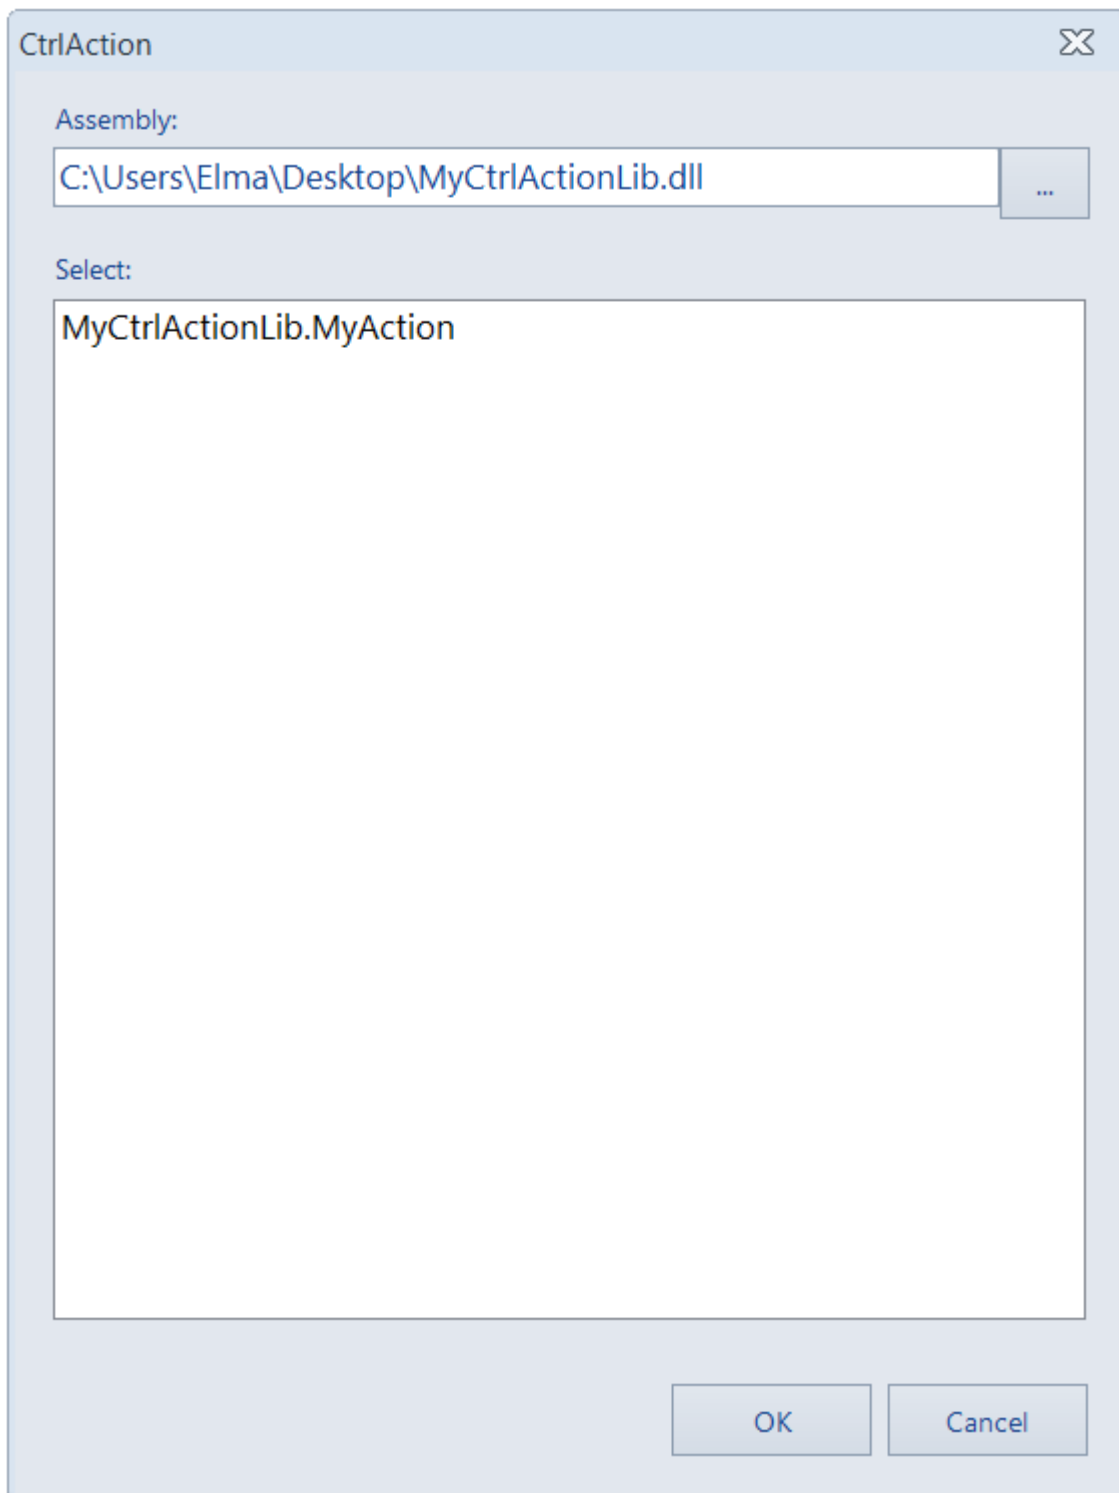 CtrlAction
Assembly:
C:\Users\Elma\Desktop\MyCtrlActionLib.dll
...
Select:
MyCtrlActionLib.MyAction
OK
Cancel